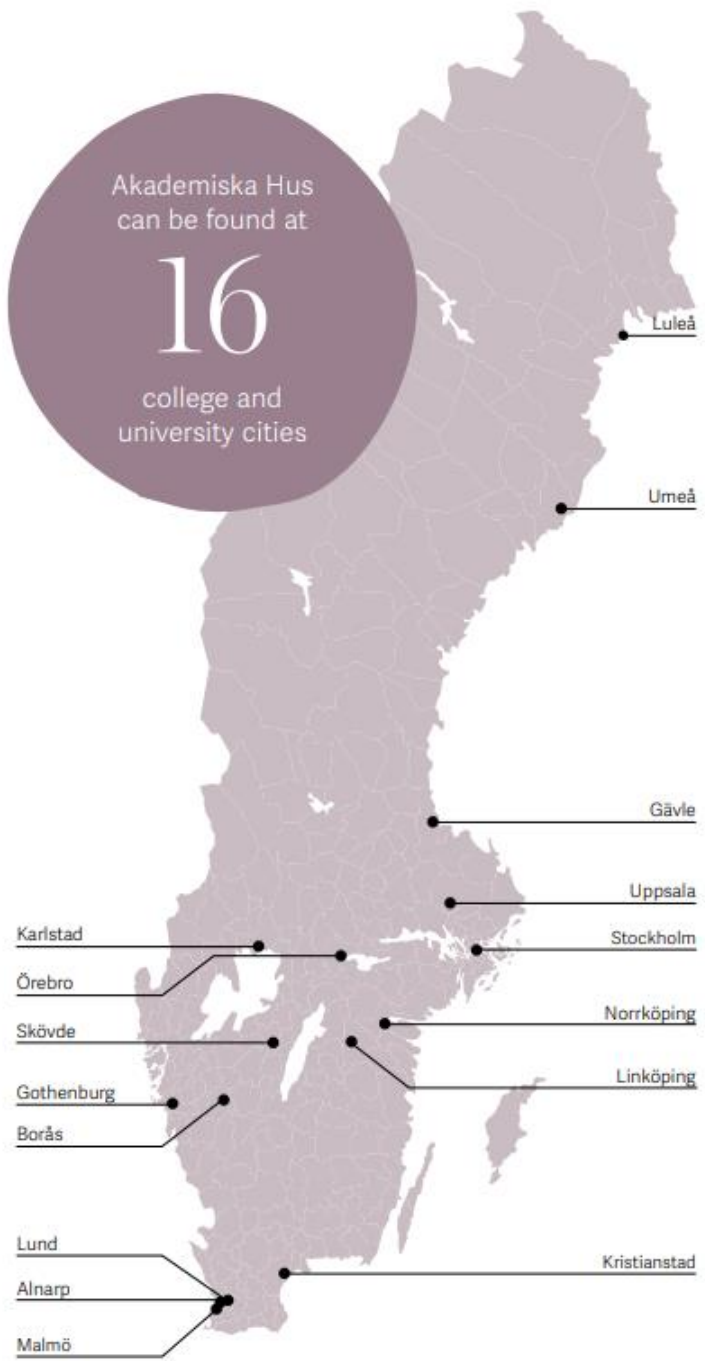 Akademiska Hus
can be found at
16
college and
university cities
Luleå
Umeå
Gävle
Uppsala
Stockholm
Norrköping
Linköping
Kristianstad
Karlstad
Örebro
Skövde
Gothenburg
Borås
Lund
Alnarp
Malmö